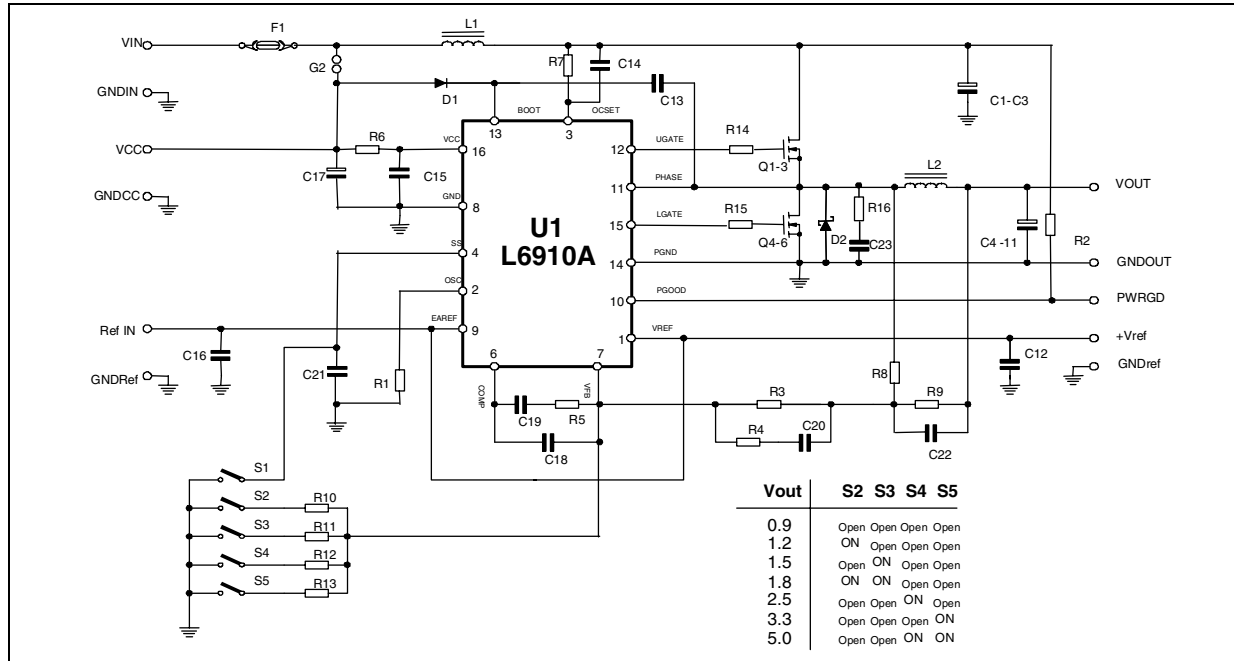 F1
L1
VIN
G2
R7
C14
GNDIN
D1
C13
C1-C3
BOOT
OCSET
13
3
VCC
R6
VCC
16
UGATE
12
R14
Q1-3
C17
C15
PHASE
11
L2
VOUT
GNDCC
GND
8
U1
L6910A
LGATE
15
R15
Q4-6
D2
R16
C23
C4 -11
R2
SS
4
PGND
14
GNDOUT
OSC
2
PGOOD
10
PWRGD
Ref IN
EAREF
9
VREF
1
+Vref
C16
C21
R1
6
7
R8
C12
GNDRef
GNDref
COMP
VFB
C19
R5
R3
R9
R4
C20
C18
C22
S1
S2
R10
S3
R11
S4
R12
S5
R13
Vout S2 S3 S4 S5
0.9 Open Open Open Open
1.2 ON Open Open Open
1.5 Open ON Open Open
1.8 ON ON Open Open
2.5 Open Open ON Open
3.3 Open Open Open ON
5.0 Open Open ON ON